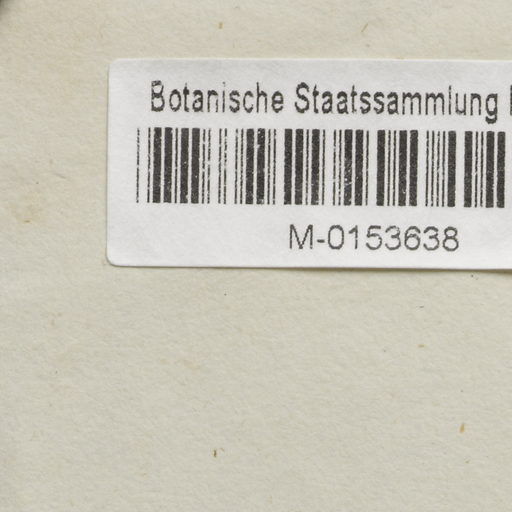 Botanische Staatssammlung
M-0153638